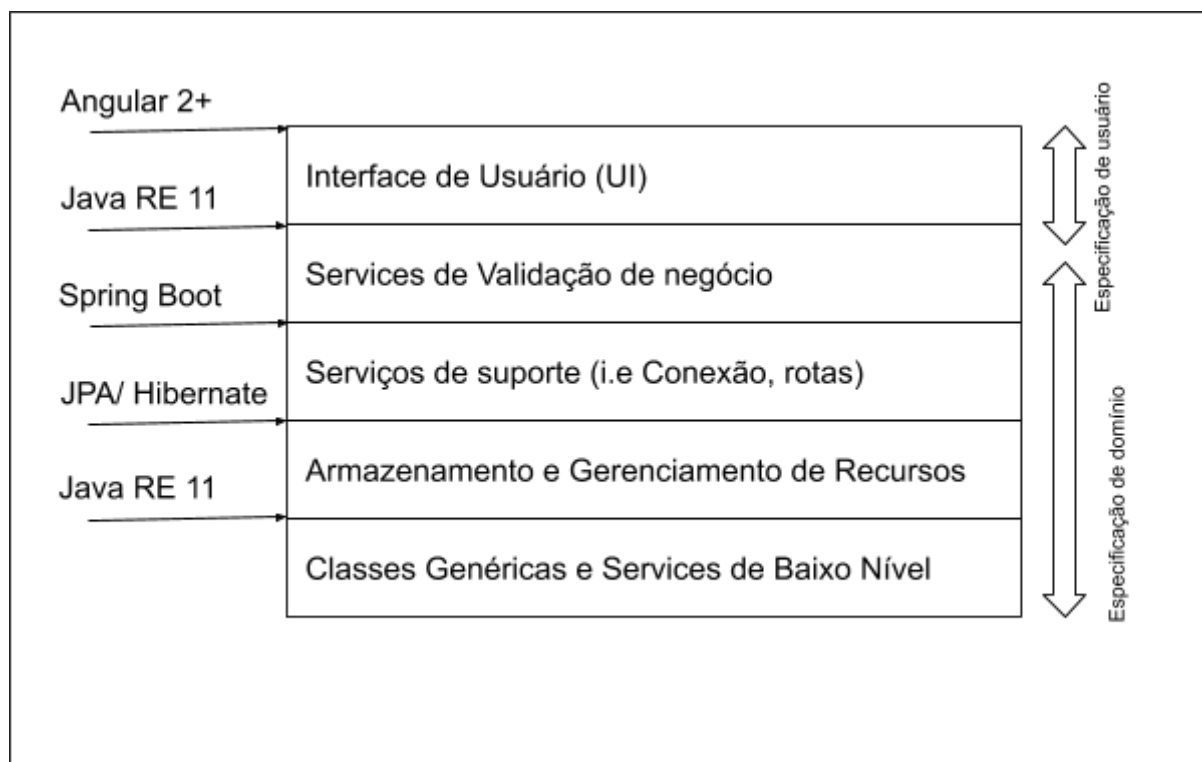 Angular 2+
Interface de Usuário (UI)
Java RE 11
Services de Validação de negócio
Spring Boot
Serviços de suporte (i.e Conexão, rotas)
JPA/ Hibernate
Armazenamento e Gerenciamento de Recursos
Java RE 11
Classes Genéricas e Services de Baixo Nível
Especificação de usuário
Especificação de domínio